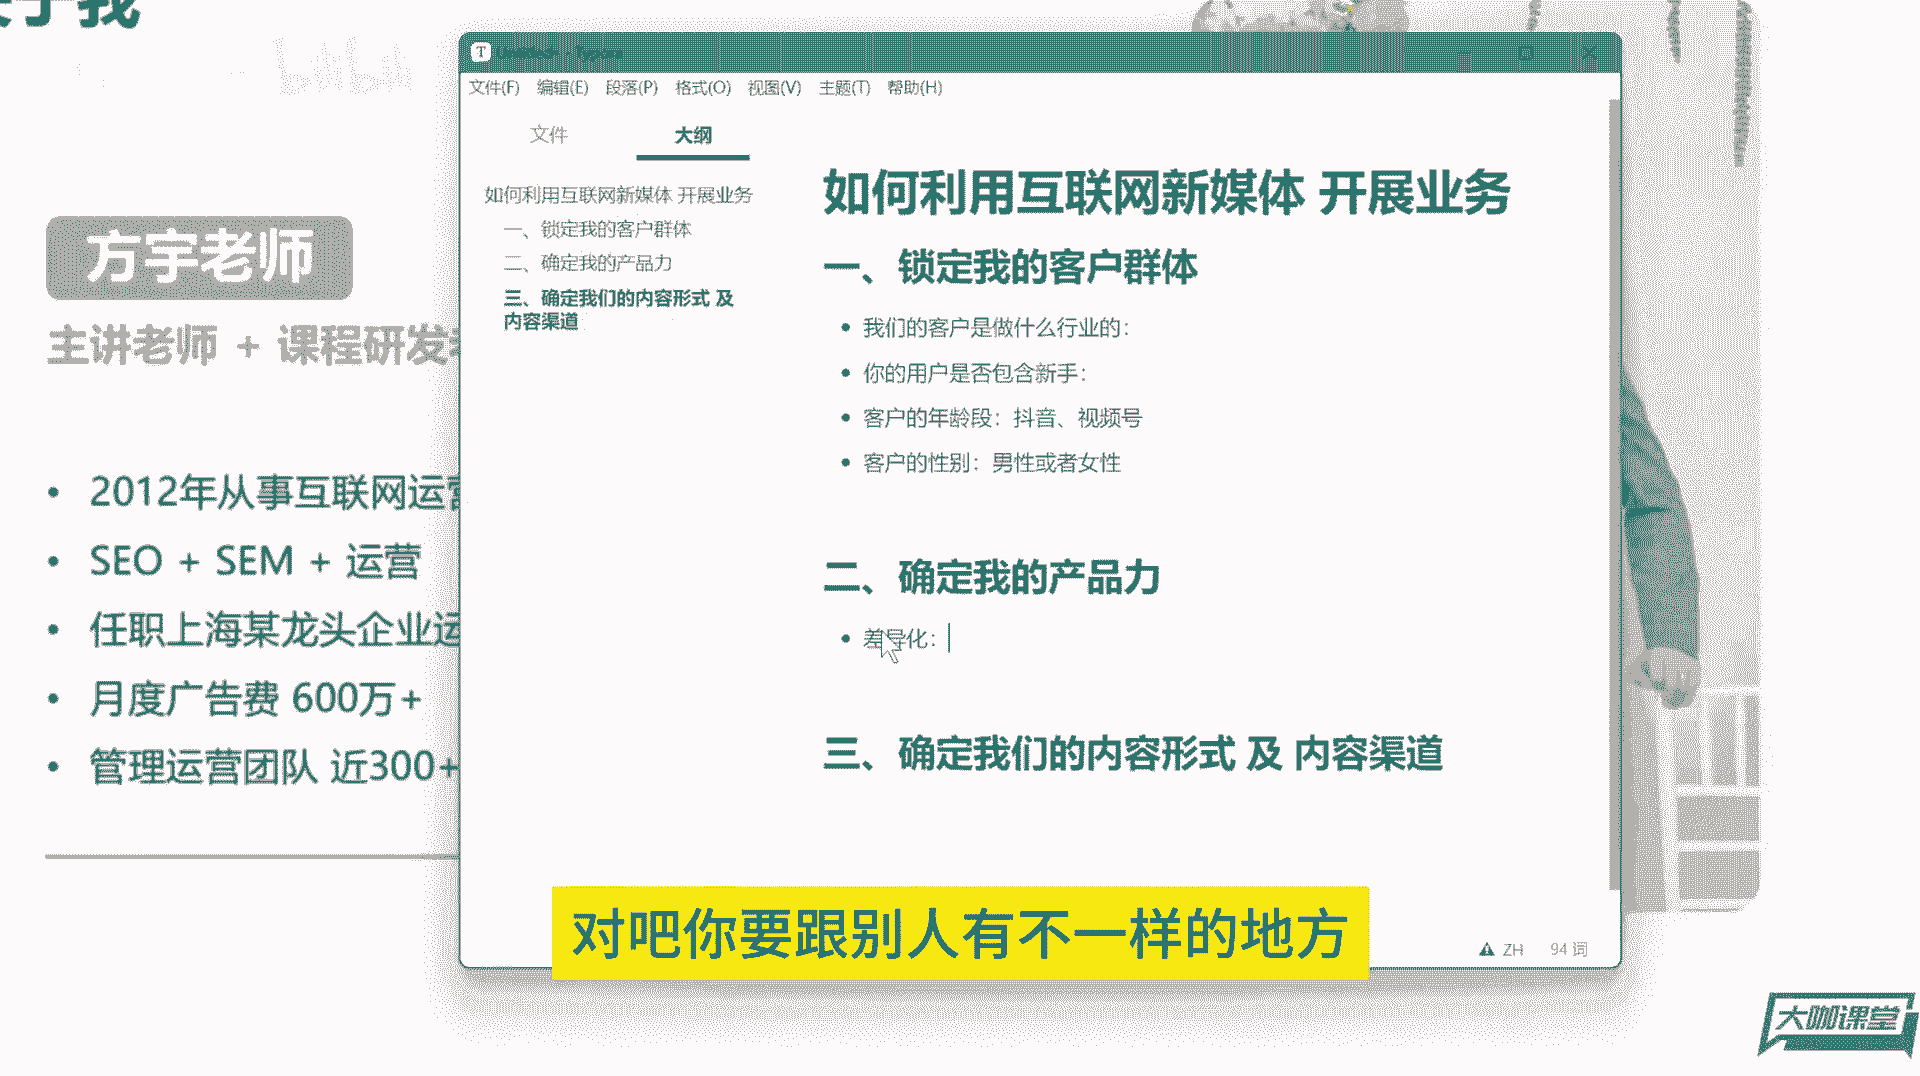 bilibili
方宇老师
主讲老师 + 课程研发
2012年从事互联网运营
SEO + SEM + 运营
任职上海某龙头企业运
月度广告费 600万+
管理运营团队 近300+
T
文件(F) 编辑(E) 段落(P) 格式(O) 视图(V) 主题(T) 帮助(H)
文件 大纲
如何利用互联网新媒体 开展业务
一、锁定我的客户群体
二、确定我的产品力
三、确定我们的内容形式 及
内容渠道
如何利用互联网新媒体 开展业务
一、锁定我的客户群体
我们的客户是做什么行业的：
你的用户是否包含新手：
客户的年龄段：抖音、视频号
客户的性别：男性或者女性
二、确定我的产品力
差异化：
三、确定我们的内容形式 及 内容渠道
ZH 94 词
对吧你要跟别人有不一样的地方
大咖课堂